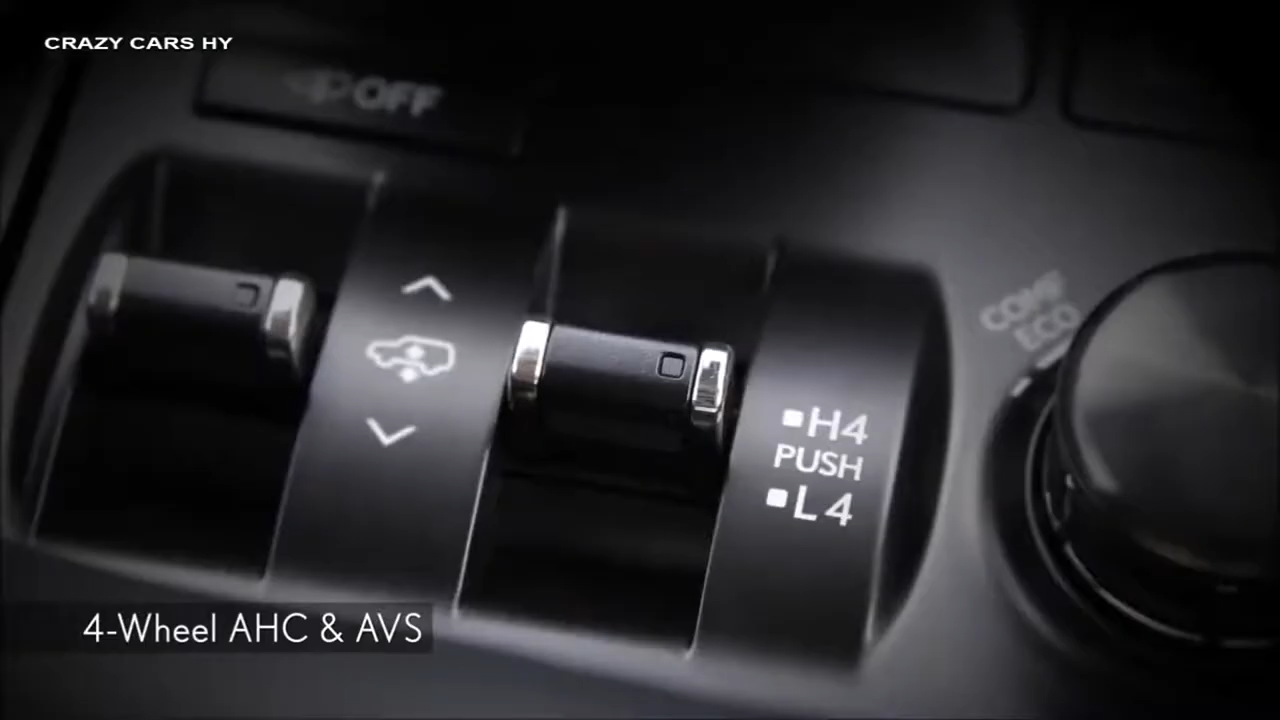 CRAZY CARS HY
OFF
COMF
ECO
H4
PUSH
L4
4-Wheel AHC & AVS